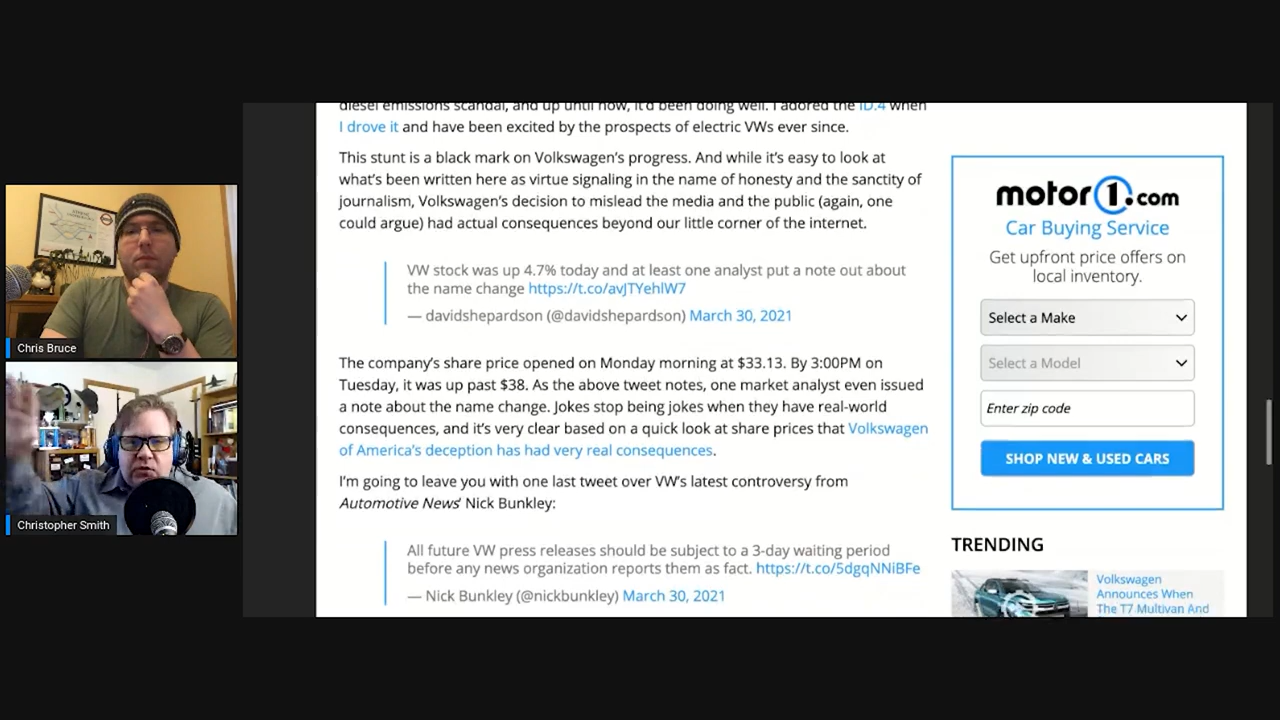 diesel emissions scandal, and up until now, it'd been doing well. I adored the ID.4 when
I drove it and have been excited by the prospects of electric VWs ever since.
This stunt is a black mark on Volkswagen's progress. And while it's easy to look at
what's been written here as virtue signaling in the name of honesty and the sanctity of
journalism, Volkswagen's decision to mislead the media and the public (again, one
could argue) had actual consequences beyond our little corner of the internet.
VW stock was up 4.7% today and at least one analyst put a note out about
the name change https://t.co/avJTYehlW7
— davidshepardson (@davidshepardson) March 30, 2021
The company's share price opened on Monday morning at $33.13. By 3:00PM on
Tuesday, it was up past $38. As the above tweet notes, one market analyst even issued
a note about the name change. Jokes stop being jokes when they have real-world
consequences, and it's very clear based on a quick look at share prices that Volkswagen
of America's deception has had very real consequences.
I'm going to leave you with one last tweet over VW's latest controversy from
Automotive News' Nick Bunkley:
All future VW press releases should be subject to a 3-day waiting period
before any news organization reports them as fact. https://t.co/5dgqNNiBFe
— Nick Bunkley (@nickbunkley) March 30, 2021
motor1.com
Car Buying Service
Get upfront price offers on
local inventory.
Select a Make
Select a Model
Enter zip code
SHOP NEW & USED CARS
TRENDING
Volkswagen
Announces When
The T7 Multivan And
Chris Bruce
Christopher Smith